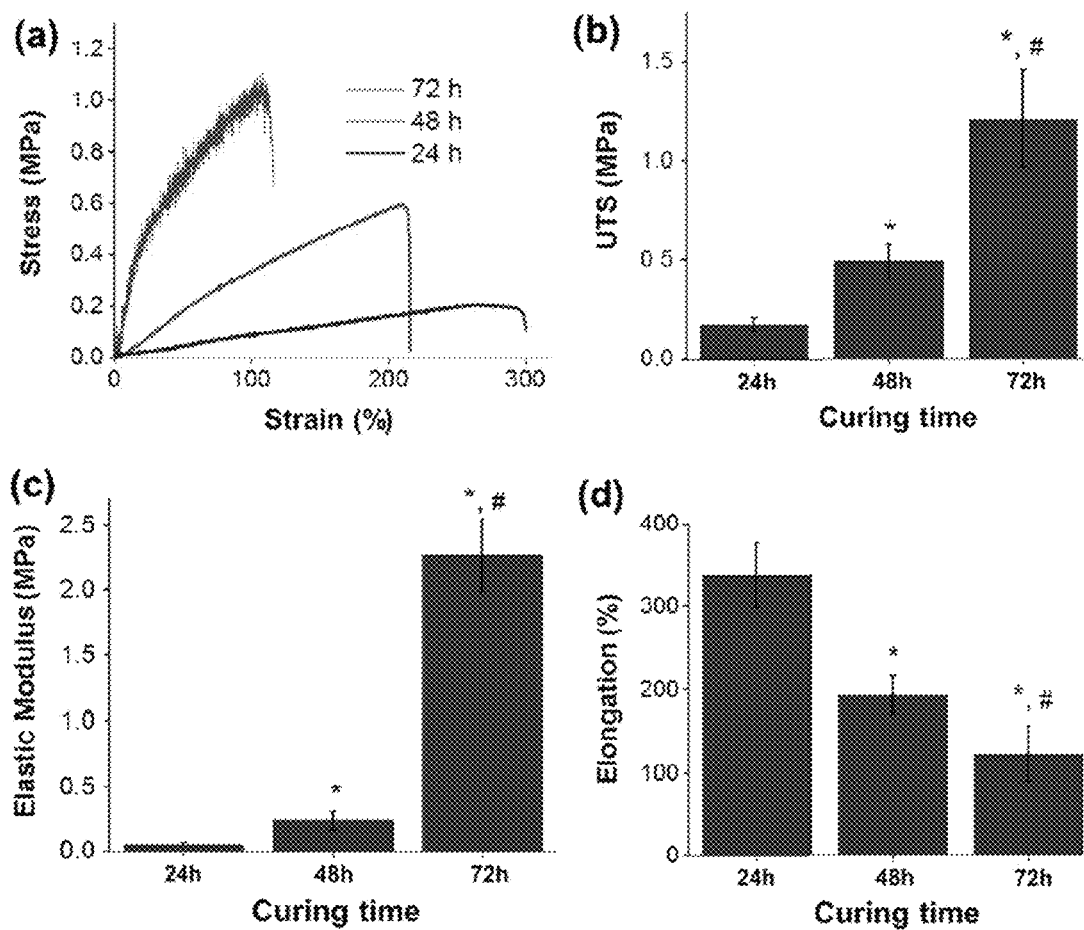 (a)
Stress (MPa)
1.2
1.0
0.8
0.6
0.4
0.2
0.0
0
100
200
300
Strain (%)
72 h
48 h
24 h
(b)
UTS (MPa)
1.5
1.0
0.5
0.0
*
*, #
24h
48h
72h
Curing time
(c)
Elastic Modulus (MPa)
2.5
2.0
1.5
1.0
0.5
0.0
*
*, #
24h
48h
72h
Curing time
(d)
Elongation (%)
400
300
200
100
0
*
*, #
24h
48h
72h
Curing time